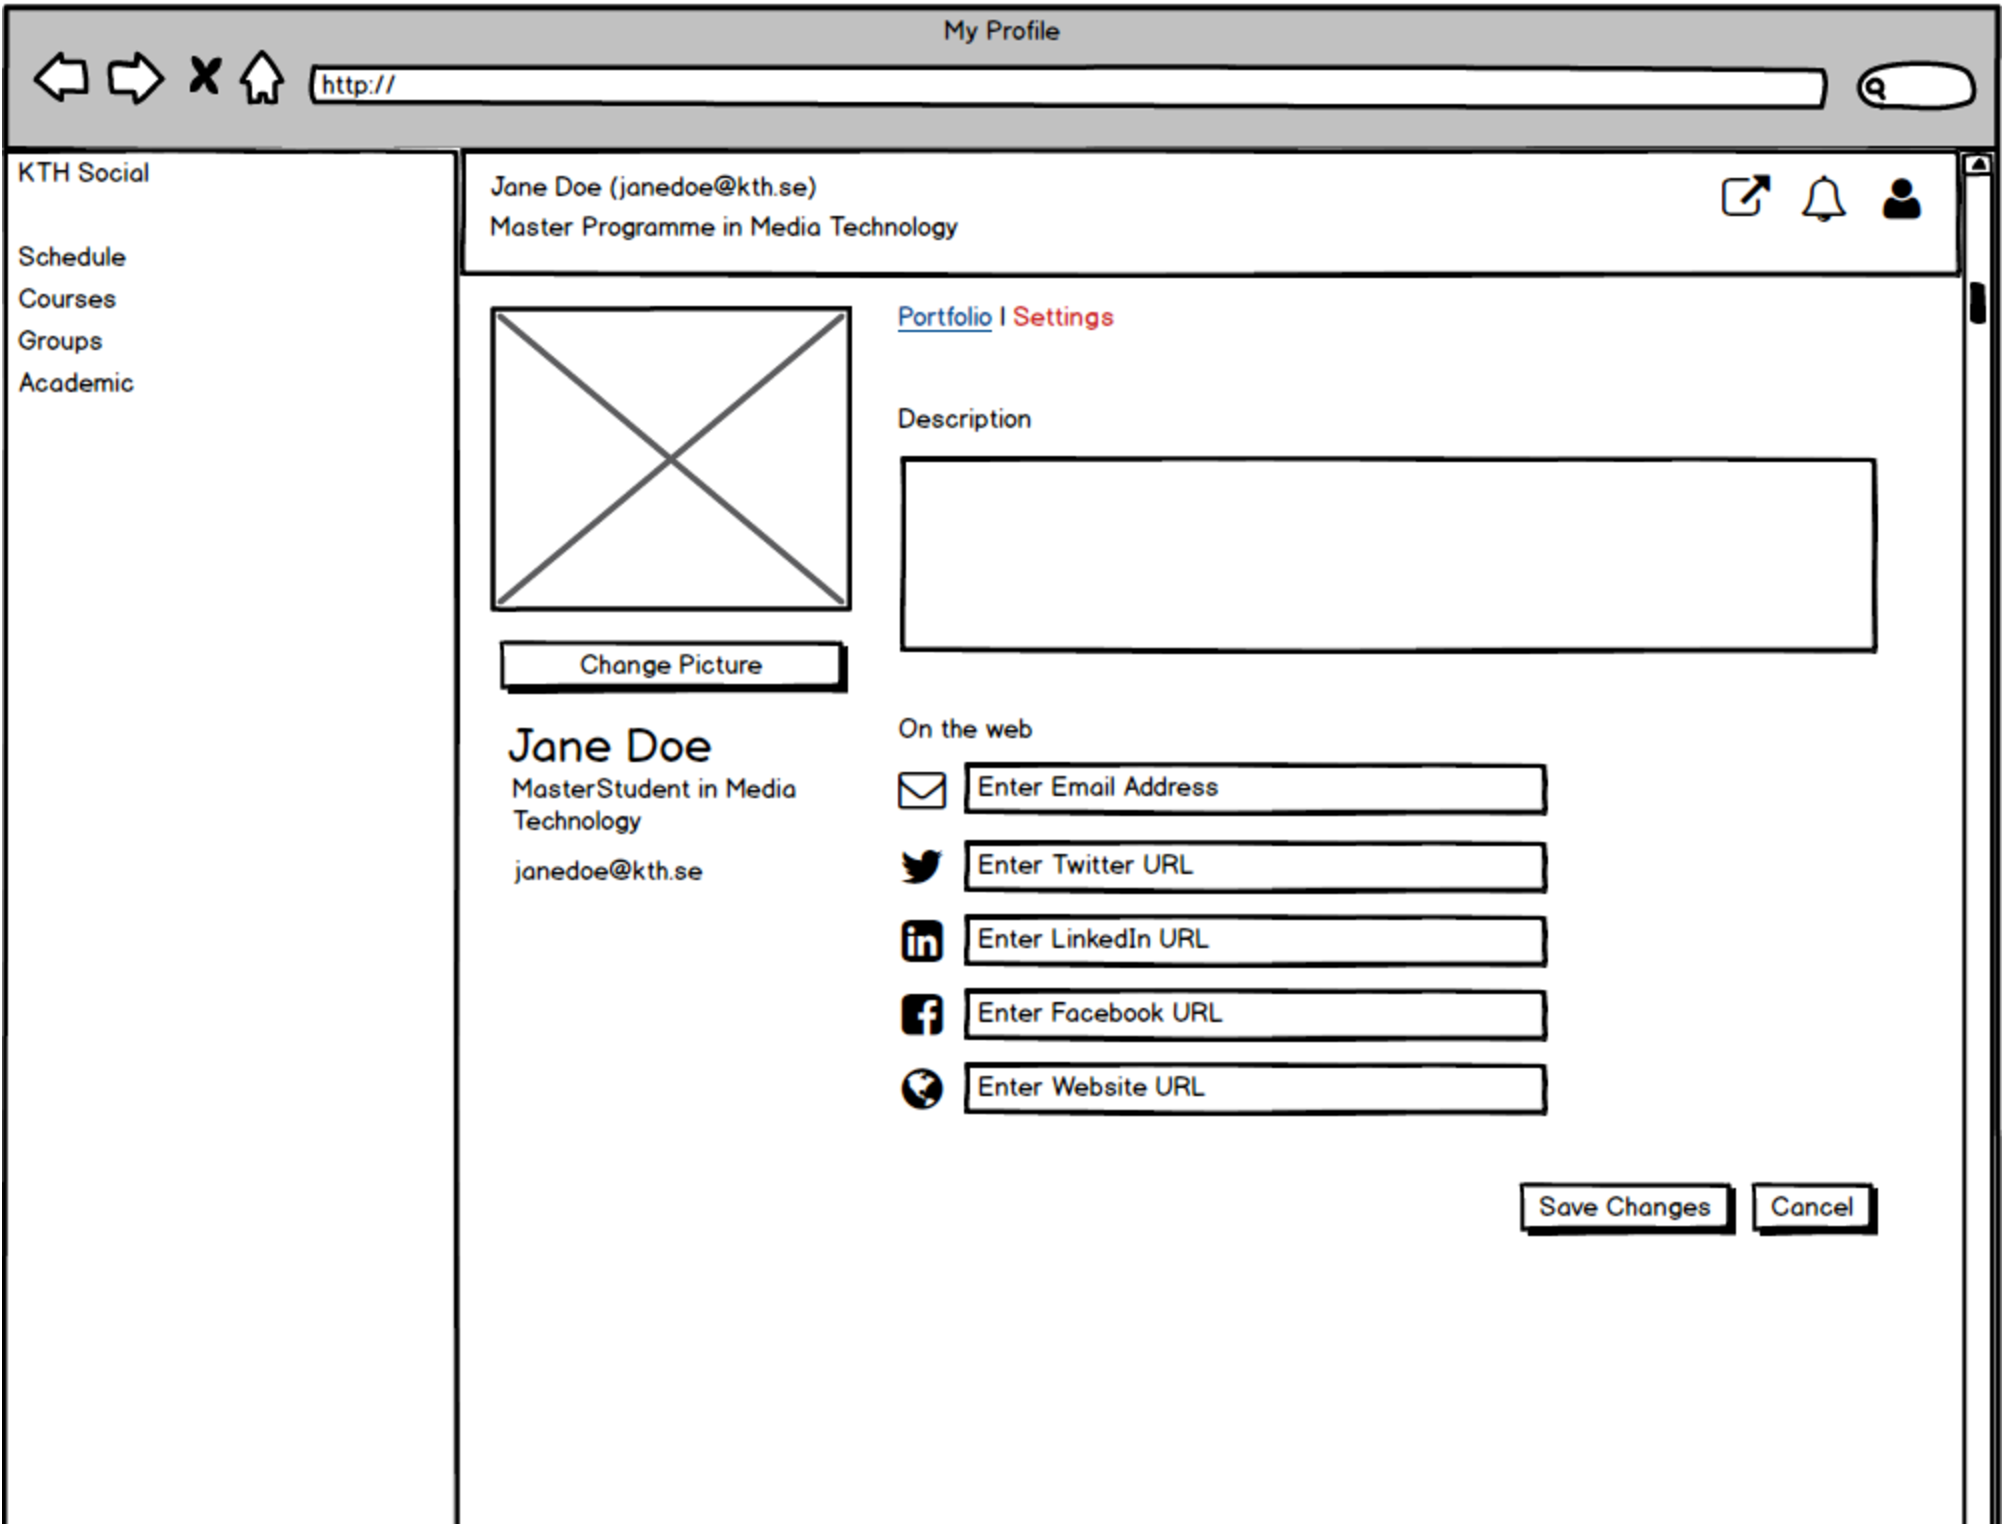 My Profile
http://
KTH Social
Schedule
Courses
Groups
Academic
Jane Doe (janedoe@kth.se)
Master Programme in Media Technology
Portfolio | Settings
Description
Change Picture
Jane Doe
MasterStudent in Media
Technology
janedoe@kth.se
On the web
Enter Email Address
Enter Twitter URL
in
Enter LinkedIn URL
f
Enter Facebook URL
Enter Website URL
Save Changes
Cancel